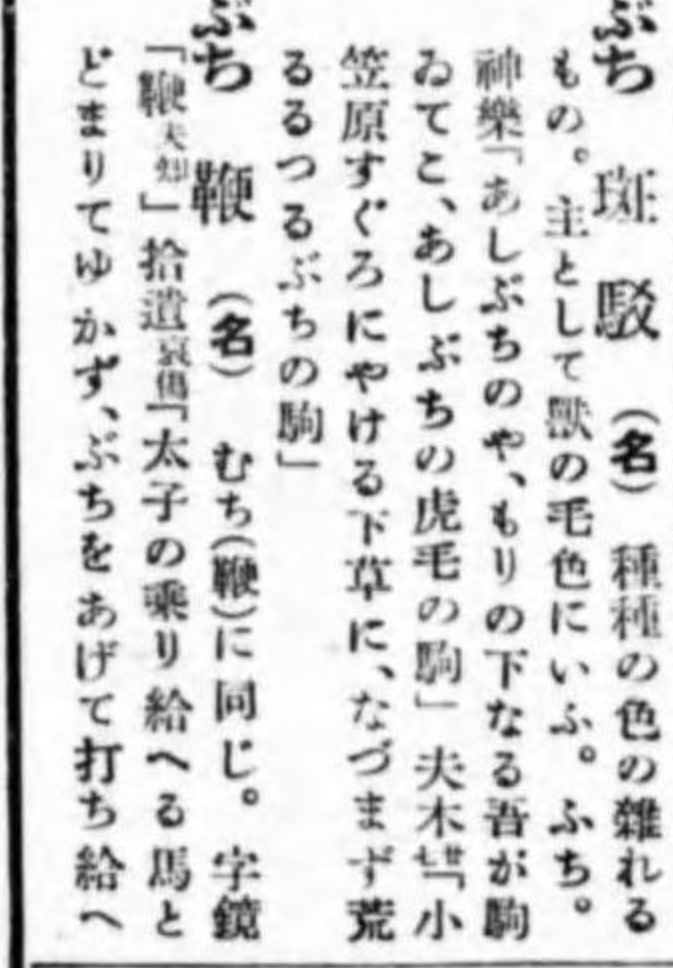 ぶち 斑 駁 (名) 種種の色の雜れる
もの。主として獸の毛色にいふ。ふち。
神樂「あしぶちのや、もりの下なる吾が駒
ゐてこ、あしぶちの虎毛の駒」夫木廿七「小
笠原すぐろにやける下草に、なづまず荒
るるつるぶちの駒」
ぶち 鞭 (名) むち(鞭)に同じ。字鏡
「鞭夫知」拾遺哀傷「太子の乘り給へる馬と
どまりてゆかず、ぶちをあげて打ち給へ